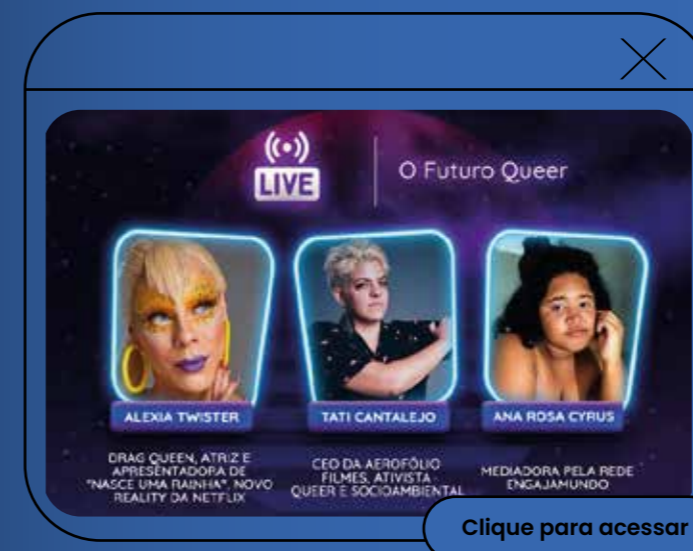 LIVE
O Futuro Queer
ALEXIA TWISTER
DRAG QUEEN, ATRIZ E
APRESENTADORA DE
"NASCE UMA RAINHA", NOVO
REALITY DA NETFLIX
TATI CANTALEJO
CEO DA AEROFÓLIO
FILMES, ATIVISTA
QUEER E SOCIOAMBIENTAL
ANA ROSA CYRUS
MEDIADORA PELA REDE
ENGAJAMUNDO
Clique para acessar